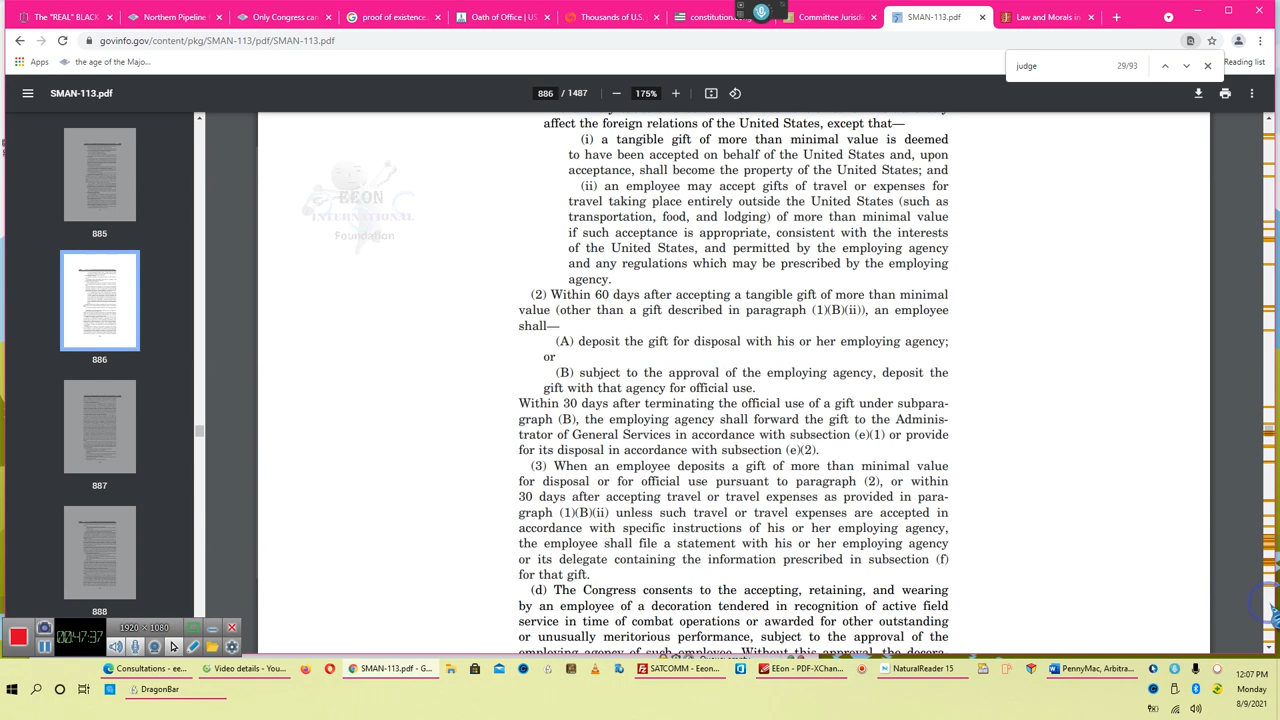 The "REAL" BLACK
Northern Pipeline
Only Congress can
proof of existence.
Oath of Office | U
Thousands of U.S.
constitution.
Committee Jurisdic
SMAN-113.pdf
Law and Morals in
govinfo.gov/content/pkg/SMAN-113/pdf/SMAN-113.pdf
Apps
the age of the Majo...
Reading list
judge
29/93
SMAN-113.pdf
886 / 1487
175%
885
886
887
888
EEON
INTERNATIONAL
Foundation
affect the foreign relations of the United States, except that—
(i) a tangible gift of more than minimal value is deemed
to have been accepted on behalf of the United States and, upon
acceptance, shall become the property of the United States; and
(ii) an employee may accept gifts of travel or expenses for
travel taking place entirely outside the United States (such as
transportation, food, and lodging) of more than minimal value
if such acceptance is appropriate, consistent with the interests
of the United States, and permitted by the employing agency
and any regulations which may be prescribed by the employing
agency.
(2) Within 60 days after accepting a tangible gift of more than minimal
value (other than a gift described in paragraph (1)(B)(ii)), an employee
shall—
(A) deposit the gift for disposal with his or her employing agency;
or
(B) subject to the approval of the employing agency, deposit the
gift with that agency for official use.
Within 30 days after terminating the official use of a gift under subpara-
graph (B), the employing agency shall forward the gift to the Adminis-
trator of General Services in accordance with subsection (e)(1) or provide
for its disposal in accordance with subsection (e)(2).
(3) When an employee deposits a gift of more than minimal value
for disposal or for official use pursuant to paragraph (2), or within
30 days after accepting travel or travel expenses as provided in para-
graph (1)(B)(ii) unless such travel or travel expenses are accepted in
accordance with specific instructions of his or her employing agency,
the employee shall file a statement with his or her employing agency
or its delegate containing the information prescribed in subsection (f)
for that gift.
(d) The Congress consents to the accepting, retaining, and wearing
by an employee of a decoration tendered in recognition of active field
service in time of combat operations or awarded for other outstanding
or unusually meritorious performance, subject to the approval of the
employing agency of such employee. Without this approval, the decora-
1920 × 1080
00:47:37
Consultations - ee...
Video details - You...
SMAN-113.pdf - G...
SATCOMM - Eeon...
EEon - PDF-XChan...
NaturalReader 15
PennyMac, Arbitra...
DragonBar
12:07 PM
Monday
8/9/2021